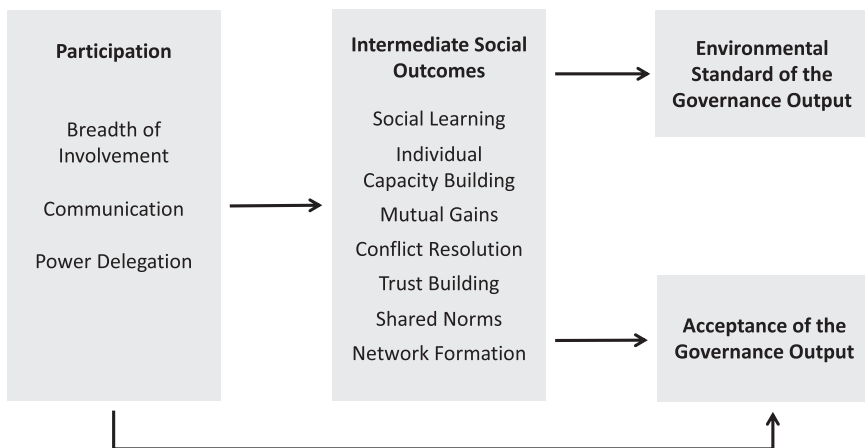 Participation
Breadth of
Involvement
Communication
Power Delegation
Intermediate Social
Outcomes
Social Learning
Individual
Capacity Building
Mutual Gains
Conflict Resolution
Trust Building
Shared Norms
Network Formation
Environmental
Standard of the
Governance Output
Acceptance of the
Governance Output